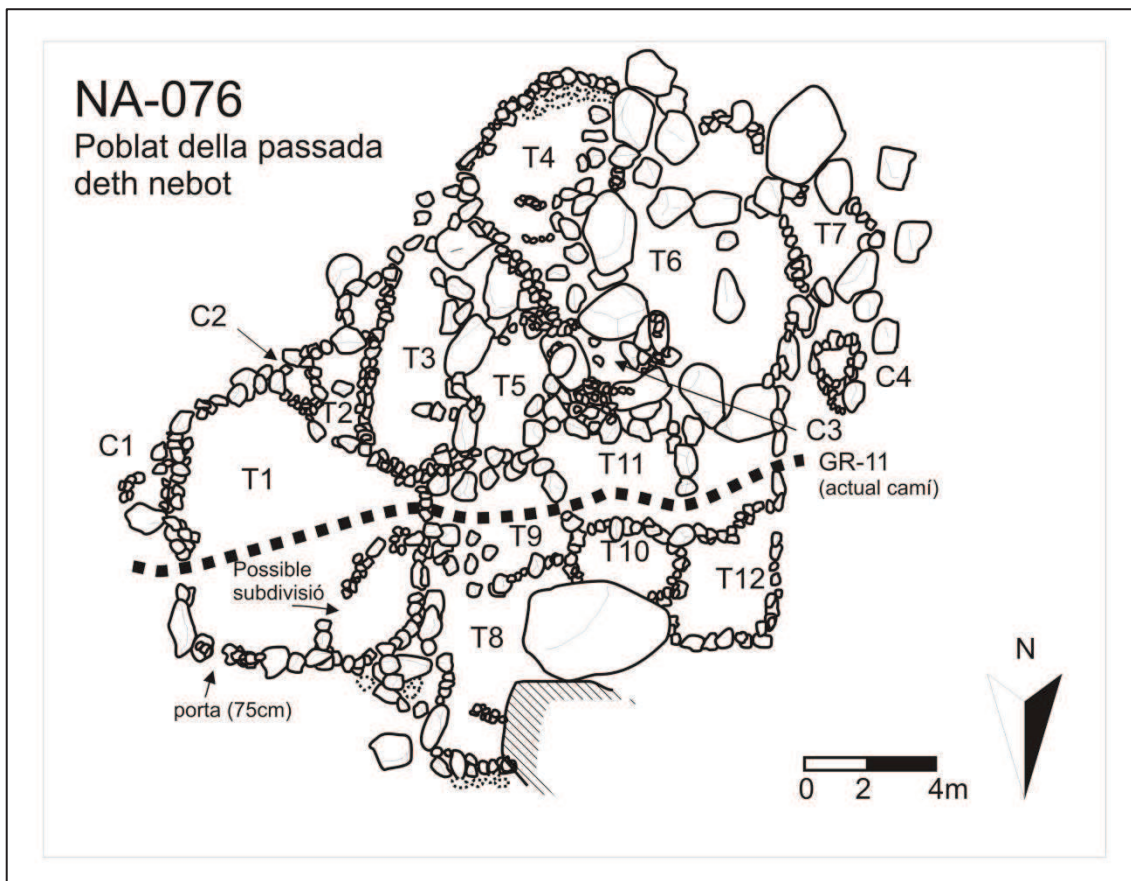 NA-076
Poblat della passada
deth nebot
T4
T7
T6
C2
T3
C4
T5
T2
C3
C1
T11
GR-11
(actual camí)
T1
T9
T10
Possible
subdivisió
T12
T8
N
porta (75cm)
0 2 4m